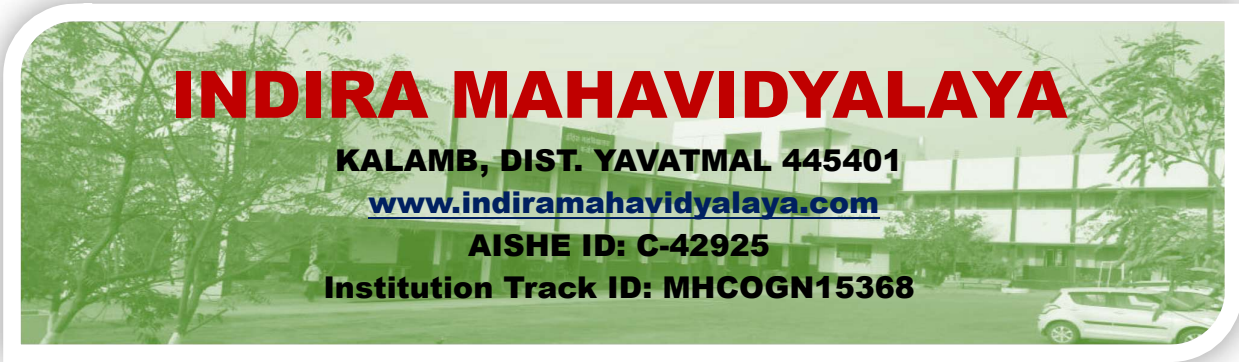 INDIRA MAHAVIDYALAYA
KALAMB, DIST. YAVATMAL 445401
www.indiramahavidyalaya.com
AISHE ID: C-42925
Institution Track ID: MHCOGN15368